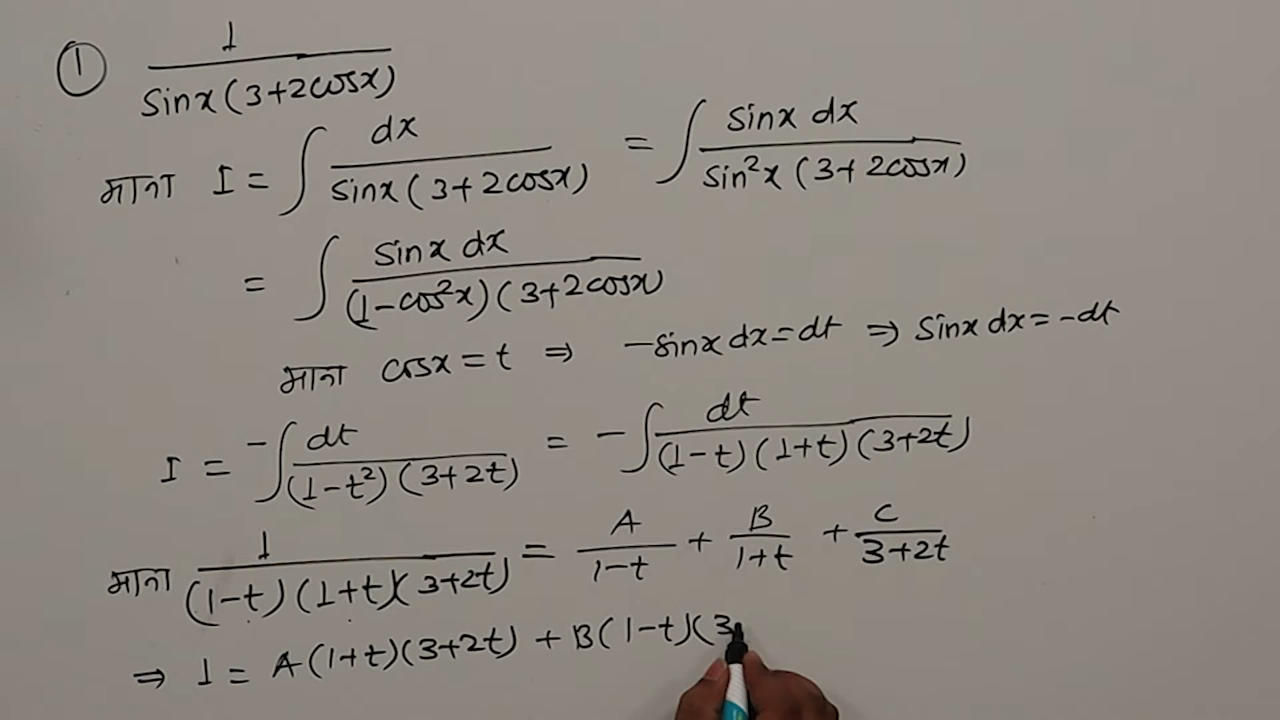 ① 1/(sinx(3+2cosx))
माना I = ∫ dx/(sinx(3+2cosx)) = ∫ sinx dx/(sin²x(3+2cosx))
= ∫ sinx dx/((1-cos²x)(3+2cosx))
माना cosx = t ⇒ -sinx dx = dt ⇒ sinx dx = -dt
I = -∫ dt/((1-t²)(3+2t)) = -∫ dt/((1-t)(1+t)(3+2t))
माना 1/((1-t)(1+t)(3+2t)) = A/(1-t) + B/(1+t) + C/(3+2t)
⇒ 1 = A(1+t)(3+2t) + B(1-t)(3